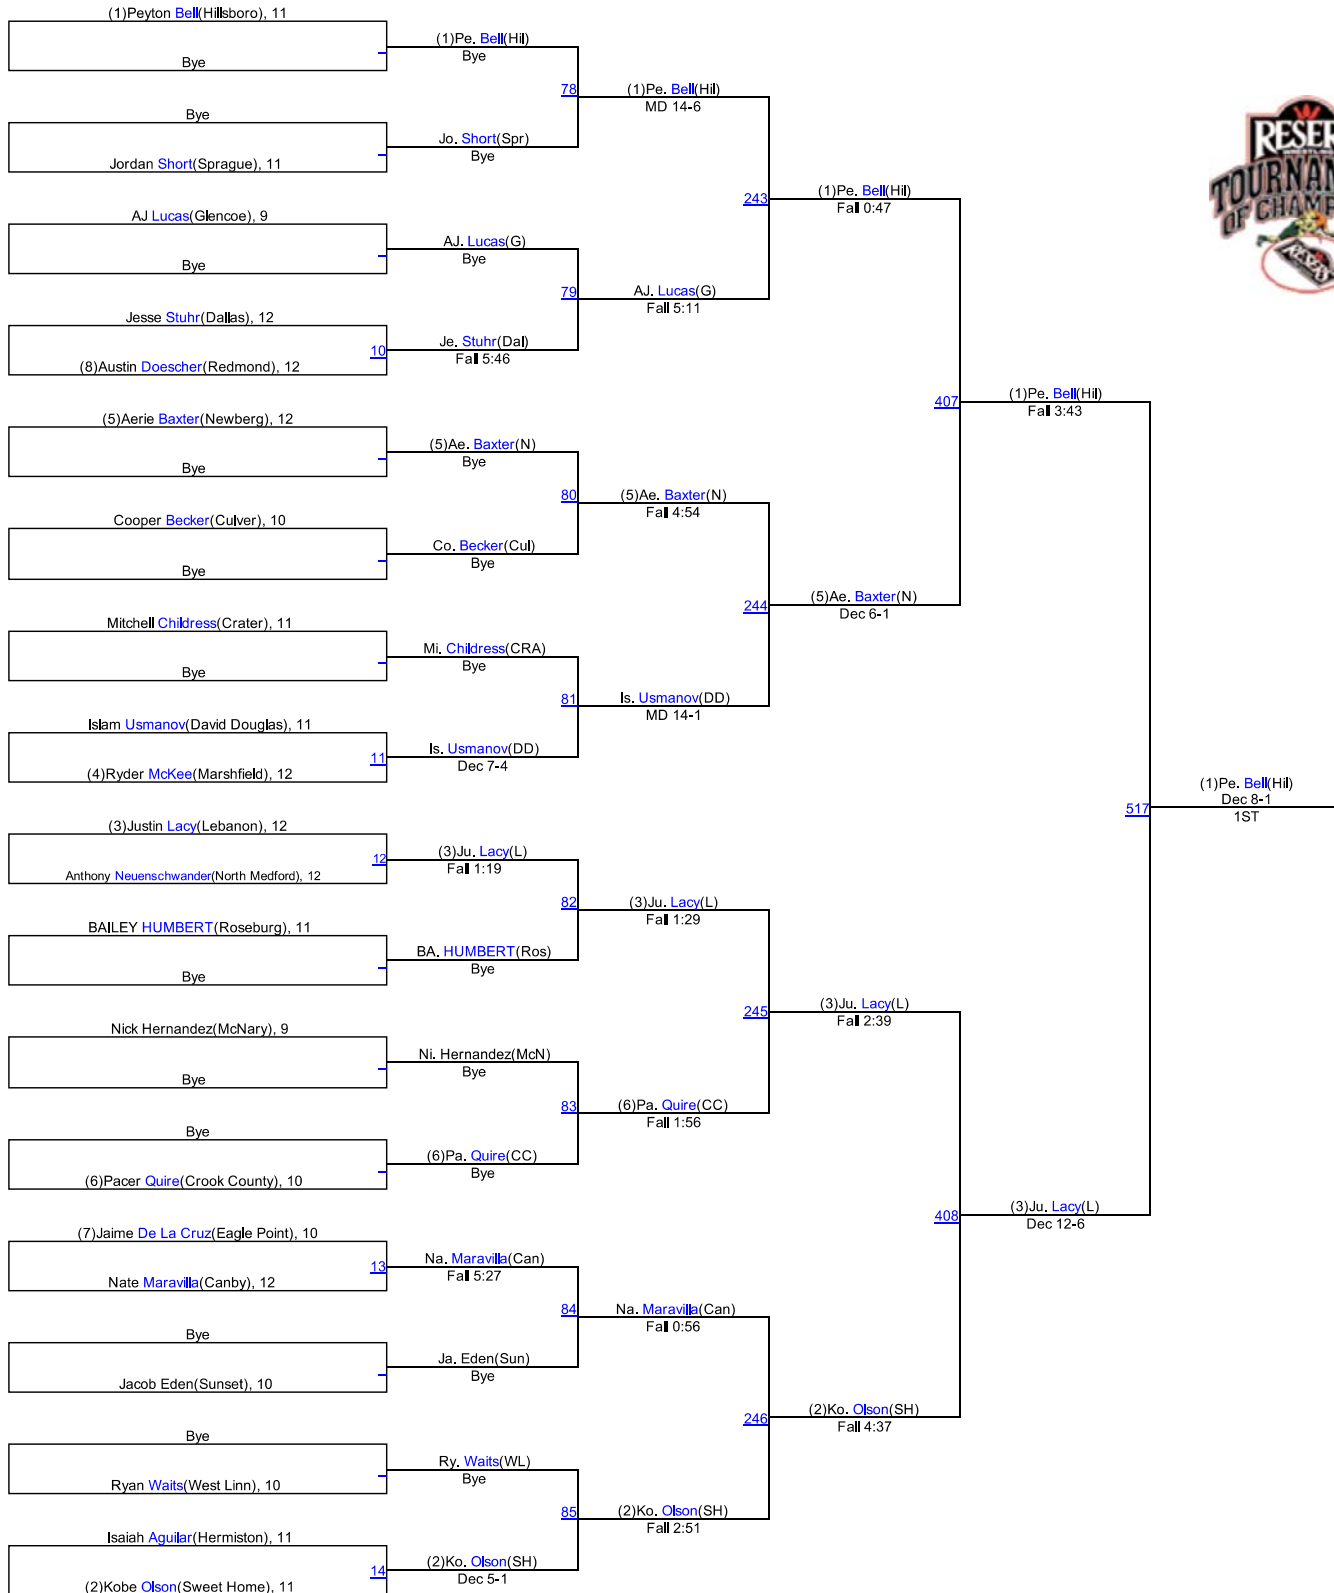 (1)Peyton Bell(Hillsboro), 11
Bye
Bye
Jordan Short(Sprague), 11
AJ Lucas(Glencoe), 9
Bye
Jesse Stuhr(Dallas), 12
10
(8)Austin Doescher(Redmond), 12
(5)Aerie Baxter(Newberg), 12
Bye
Cooper Becker(Culver), 10
Bye
Mitchell Childress(Crater), 11
Bye
Islam Usmanov(David Douglas), 11
11
(4)Ryder McKee(Marshfield), 12
(3)Justin Lacy(Lebanon), 12
12
Anthony Neuenschwander(North Medford), 12
BAILEY HUMBERT(Roseburg), 11
Bye
Nick Hernandez(McNary), 9
Bye
Bye
(6)Pacer Quire(Crook County), 10
(7)Jaime De La Cruz(Eagle Point), 10
13
Nate Maravilla(Canby), 12
Bye
Jacob Eden(Sunset), 10
Bye
Ryan Waits(West Linn), 10
Isaiah Aguilar(Hermiston), 11
14
(2)Kobe Olson(Sweet Home), 11
(1)Pe. Bell(Hil)
Bye
78
Jo. Short(Spr)
Bye
AJ. Lucas(G)
Bye
79
Je. Stuhr(Dal)
Fall 5:46
(5)Ae. Baxter(N)
Bye
80
Co. Becker(Cul)
Bye
Mi. Childress(CRA)
Bye
81
Is. Usmanov(DD)
Dec 7-4
(3)Ju. Lacy(L)
Fall 1:19
82
BA. HUMBERT(Ros)
Bye
Ni. Hernandez(McN)
Bye
83
(6)Pa. Quire(CC)
Bye
Na. Maravilla(Can)
Fall 5:27
84
Ja. Eden(Sun)
Bye
Ry. Waits(WL)
Bye
85
(2)Ko. Olson(SH)
Dec 5-1
(1)Pe. Bell(Hil)
MD 14-6
243
AJ. Lucas(G)
Fall 5:11
(5)Ae. Baxter(N)
Fall 4:54
244
Is. Usmanov(DD)
MD 14-1
(3)Ju. Lacy(L)
Fall 1:29
245
(6)Pa. Quire(CC)
Fall 1:56
Na. Maravilla(Can)
Fall 0:56
246
(2)Ko. Olson(SH)
Fall 2:51
(1)Pe. Bell(Hil)
Fall 0:47
407
(5)Ae. Baxter(N)
Dec 6-1
(3)Ju. Lacy(L)
Fall 2:39
408
(2)Ko. Olson(SH)
Fall 4:37
(1)Pe. Bell(Hil)
Fall 3:43
517
(3)Ju. Lacy(L)
Dec 12-6
(1)Pe. Bell(Hil)
Dec 8-1
1ST
RESER
TOURNAM
OF CHAMP